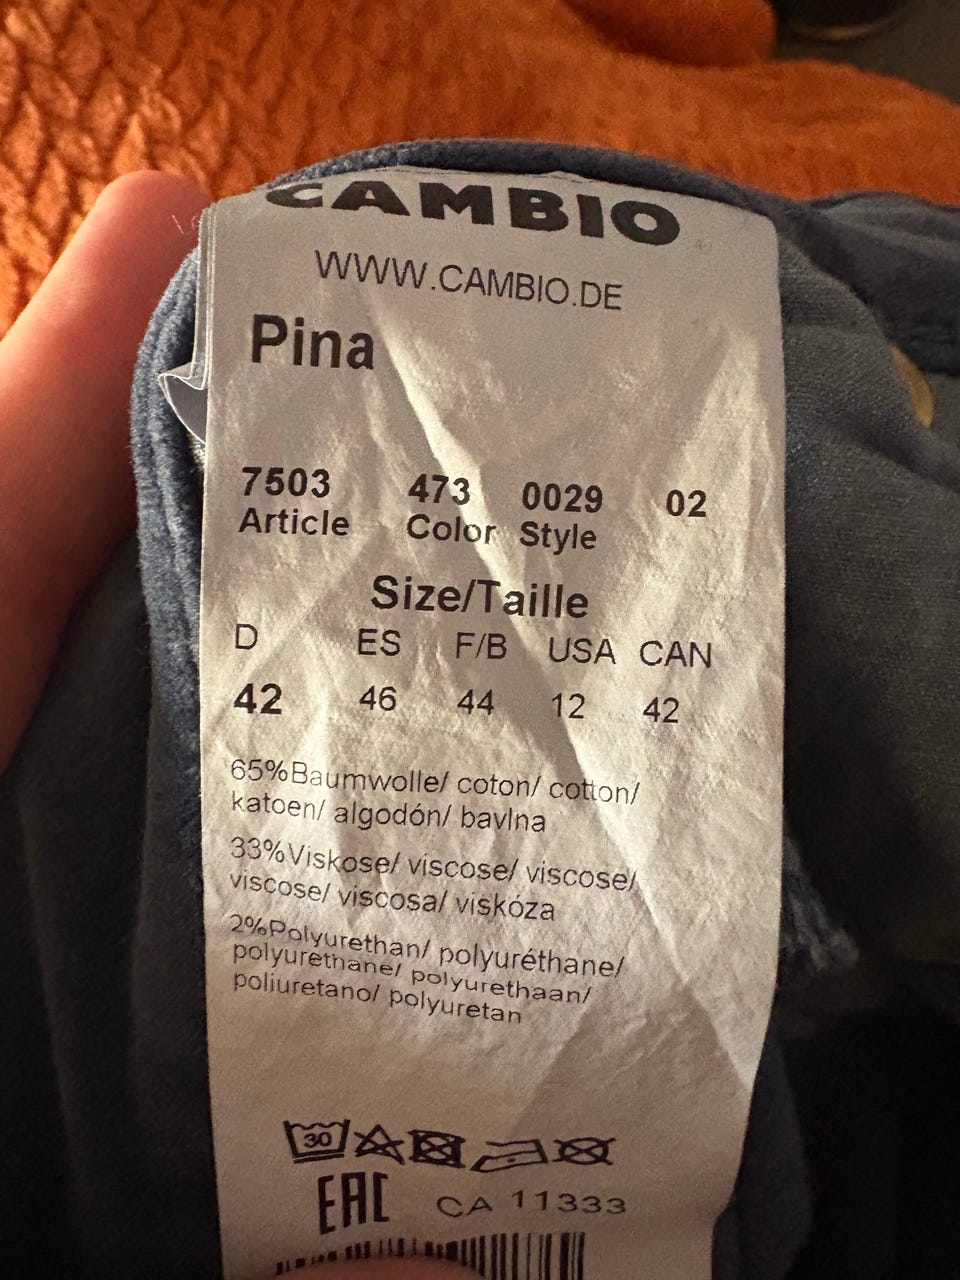 CAMBIO
WWW.CAMBIO.DE
Pina
7503 473 0029 02
Article Color Style
Size/Taille
D ES F/B USA CAN
42 46 44 12 42
65%Baumwolle/ coton/ cotton/
katoen/ algodón/ bavlna
33%Viskose/ viscose/ viscose/
viscose/ viscosa/ viskóza
2%Polyurethan/ polyuréthane/
polyurethane/ polyurethaan/
poliuretano/ polyuretan
30
EAC CA 11333